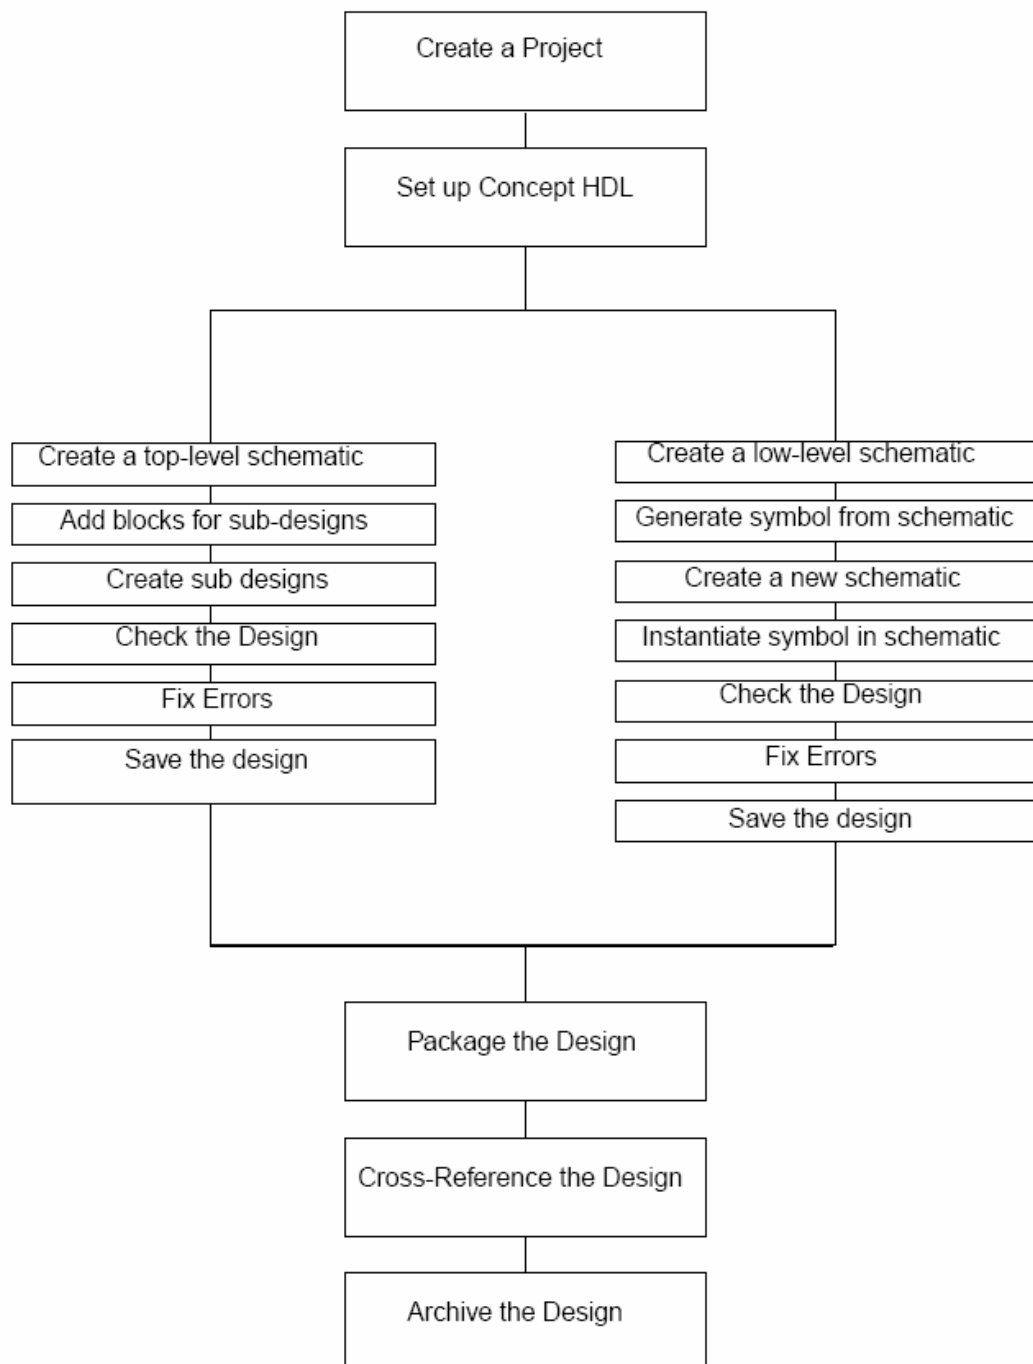 Create a Project
Set up Concept HDL
Create a top-level schematic
Add blocks for sub-designs
Create sub designs
Check the Design
Fix Errors
Save the design
Create a low-level schematic
Generate symbol from schematic
Create a new schematic
Instantiate symbol in schematic
Check the Design
Fix Errors
Save the design
Package the Design
Cross-Reference the Design
Archive the Design